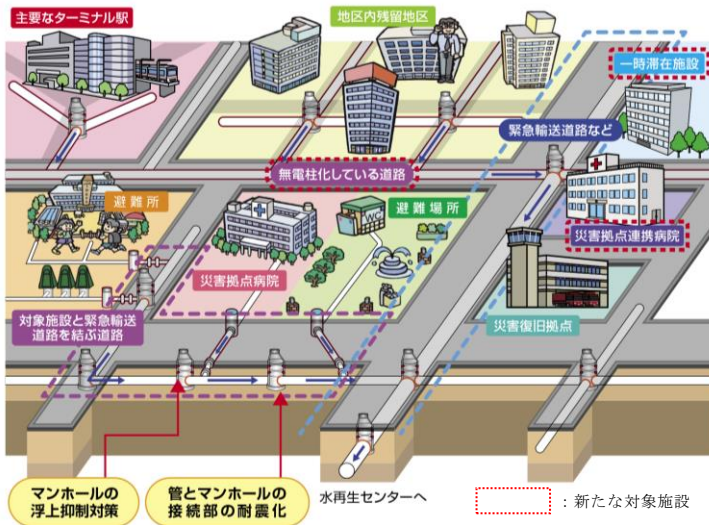 主要なターミナル駅
地区内残留地区
一時滞在施設
緊急輸送道路など
無電柱化している道路
避難所
避難場所
WC
災害拠点病院
災害拠点連携病院
対象施設と緊急輸送
道路を結ぶ道路
災害復旧拠点
マンホールの
浮上抑制対策
管とマンホールの
接続部の耐震化
水再生センターへ
：新たな対象施設